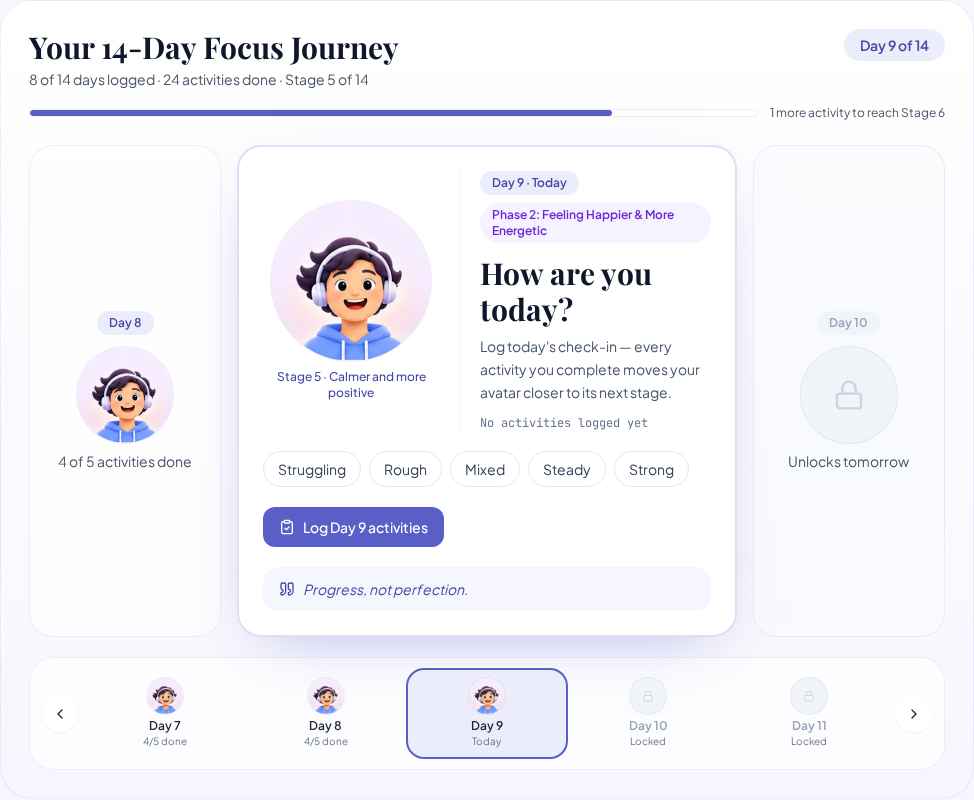 Your 14-Day Focus Journey
Day 9 of 14
8 of 14 days logged · 24 activities done · Stage 5 of 14
1 more activity to reach Stage 6
Day 8
4 of 5 activities done
Stage 5 · Calmer and more
positive
Day 9 · Today
Phase 2: Feeling Happier & More
Energetic
How are you
today?
Log today's check-in — every
activity you complete moves your
avatar closer to its next stage.
No activities logged yet
Struggling
Rough
Mixed
Steady
Strong
Log Day 9 activities
Progress, not perfection.
Day 10
Unlocks tomorrow
Day 7
4/5 done
Day 8
4/5 done
Day 9
Today
Day 10
Locked
Day 11
Locked